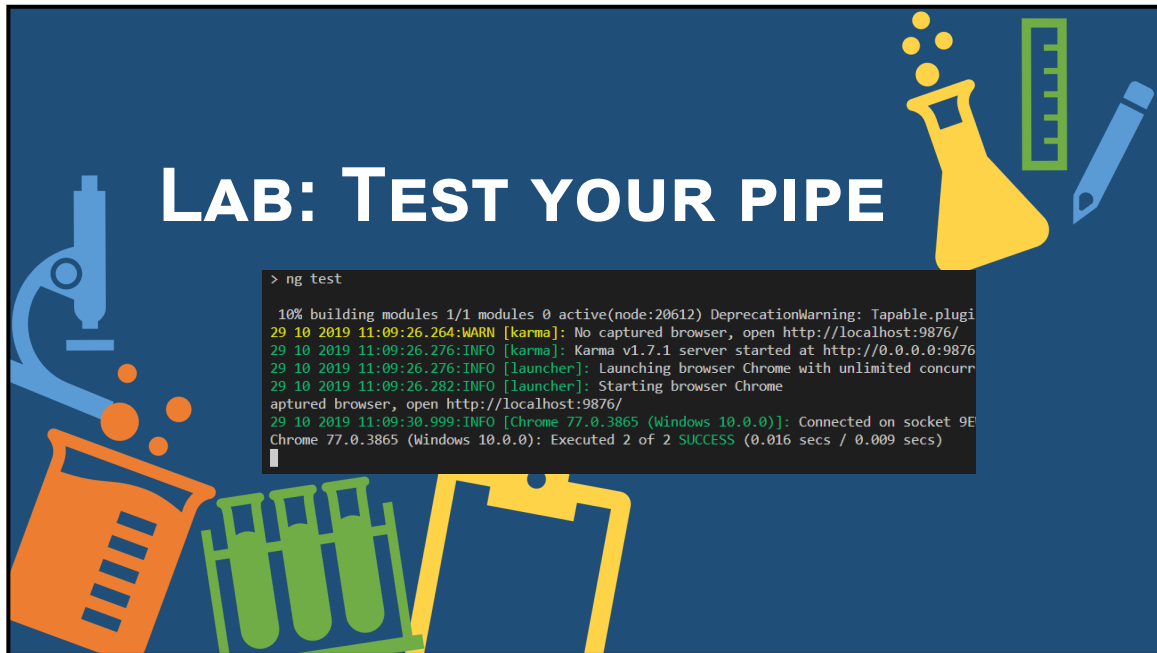 LAB: TEST YOUR PIPE
> ng test
10% building modules 1/1 modules 0 active(node:20612) DeprecationWarning: Tapable.plugi
29 10 2019 11:09:26.264:WARN [karma]: No captured browser, open http://localhost:9876/
29 10 2019 11:09:26.276:INFO [karma]: Karma v1.7.1 server started at http://0.0.0.0:9876
29 10 2019 11:09:26.276:INFO [launcher]: Launching browser Chrome with unlimited concurr
29 10 2019 11:09:26.282:INFO [launcher]: Starting browser Chrome
aptured browser, open http://localhost:9876/
29 10 2019 11:09:30.999:INFO [Chrome 77.0.3865 (Windows 10.0.0)]: Connected on socket 9E
Chrome 77.0.3865 (Windows 10.0.0): Executed 2 of 2 SUCCESS (0.016 secs / 0.009 secs)